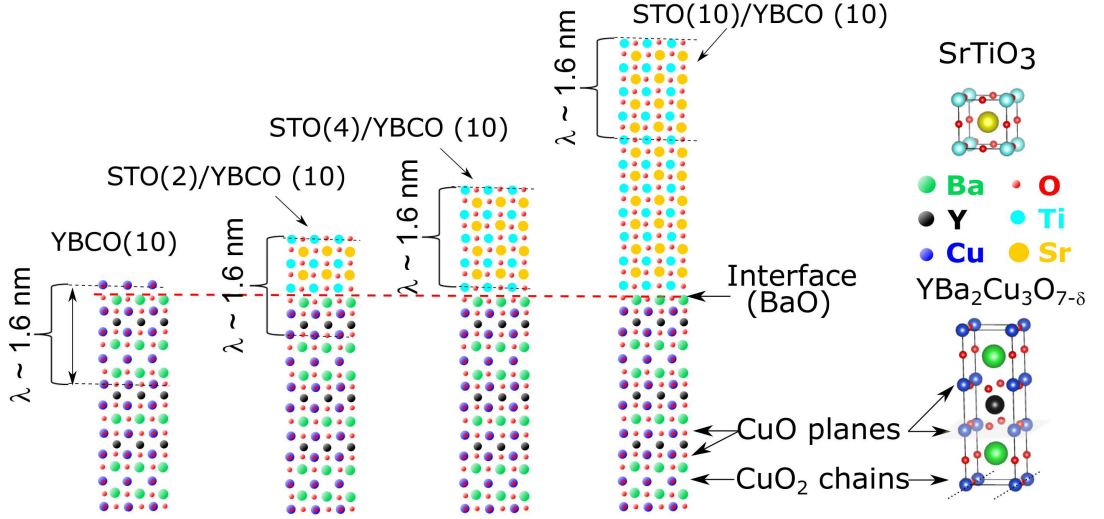 STO(10)/YBCO (10)
λ ~ 1.6 nm
SrTiO₃
STO(4)/YBCO (10)
λ ~ 1.6 nm
STO(2)/YBCO (10)
λ ~ 1.6 nm
YBCO(10)
λ ~ 1.6 nm
Ba
O
Y
Ti
Cu
Sr
Interface
(BaO)
YBa₂Cu₃O₇₋δ
CuO planes
CuO₂ chains